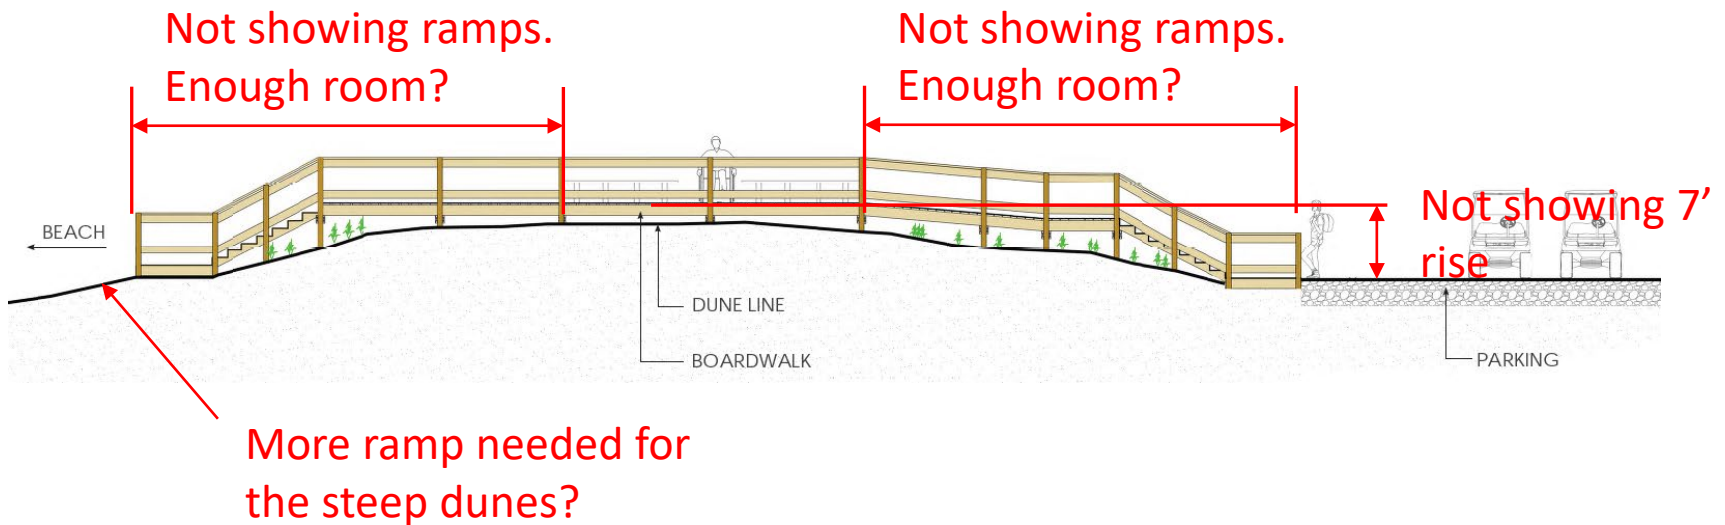 Not showing ramps.
Enough room?
Not showing ramps.
Enough room?
BEACH
Not showing 7’
rise
DUNE LINE
BOARDWALK
PARKING
More ramp needed for
the steep dunes?